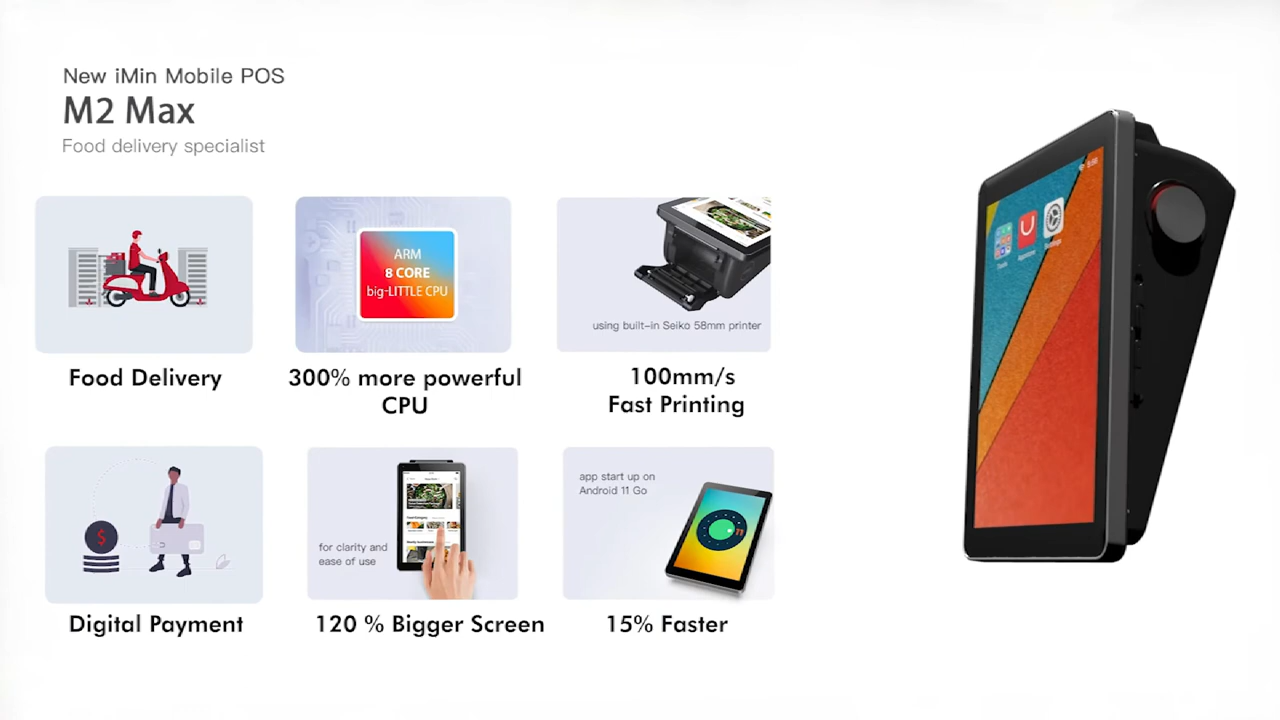 New iMin Mobile POS
M2 Max
Food delivery specialist
ARM
8 CORE
big-LITTLE CPU
using built-in Seiko 58mm printer
Food Delivery
300% more powerful
CPU
100mm/s
Fast Printing
$
for clarity and
ease of use
app start up on
Android 11 Go
11
Digital Payment
120 % Bigger Screen
15% Faster
Settings